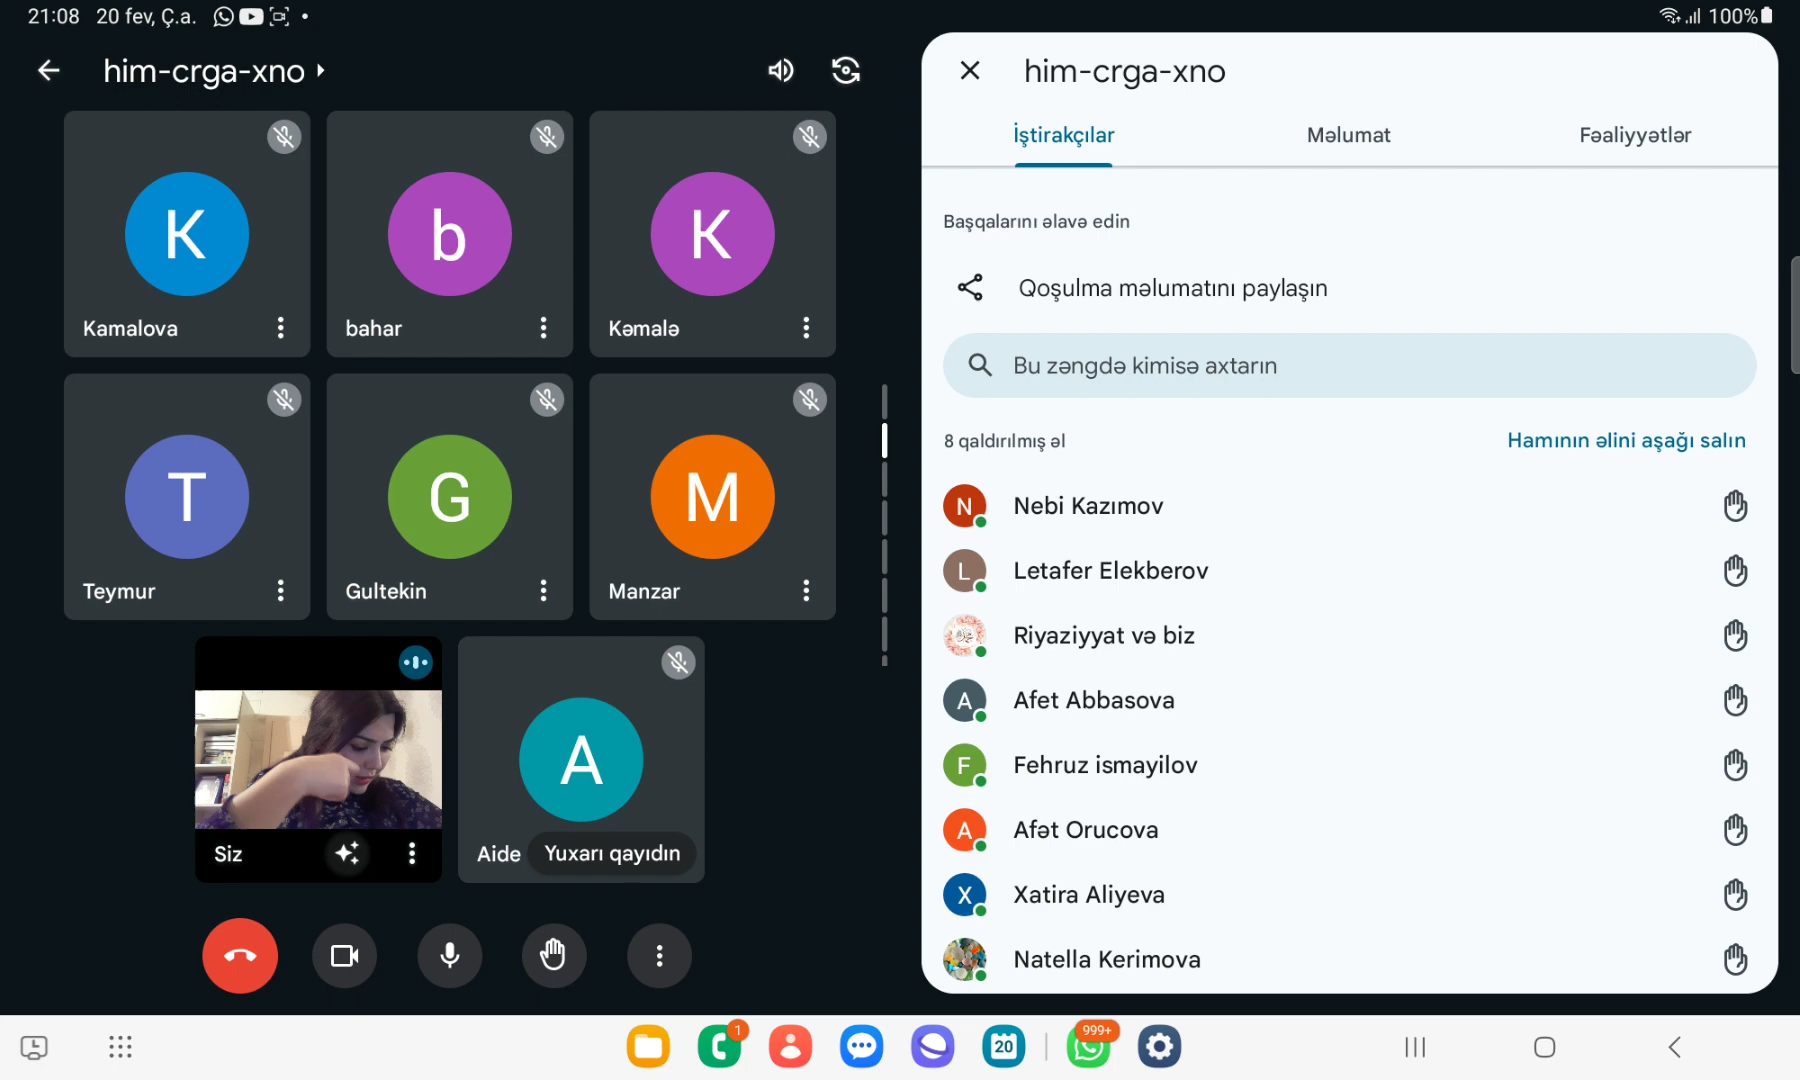 21:08 20 fev, Ç.a. 100%
him-crga-xno
K
Kamalova
b
bahar
K
Kəmalə
T
Teymur
G
Gultekin
M
Manzar
Siz
A
Aide
Yuxarı qayıdın
him-crga-xno
İştirakçılar
Məlumat
Fəaliyyətlər
Başqalarını əlavə edin
Qoşulma məlumatını paylaşın
Bu zəngdə kimisə axtarın
8 qaldırılmış əl
Hamının əlini aşağı salın
N Nebi Kazımov
L Letafer Elekberov
Riyaziyyat və biz
A Afet Abbasova
F Fehruz ismayilov
A Afət Orucova
X Xatira Aliyeva
Natella Kerimova
1
20
999+